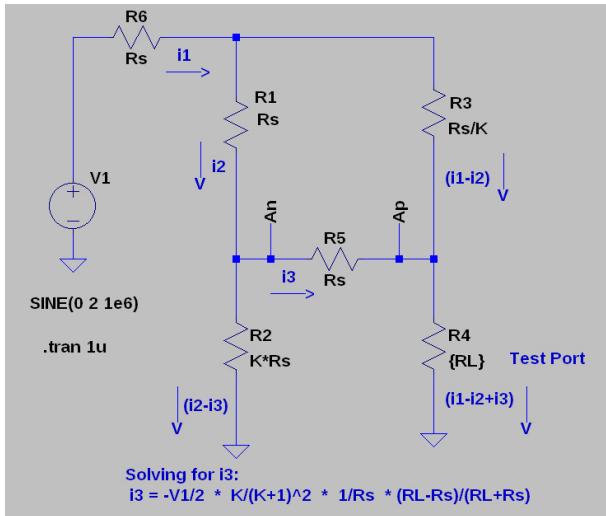 R6
Rs
i1
R1
Rs
R3
Rs/K
i2
V
V1
(i1-i2)
V
An
Ap
R5
i3
Rs
SINE(0 2 1e6)
.tran 1u
R2
K*Rs
R4
{RL}
Test Port
(i2-i3)
V
(i1-i2+i3)
V
Solving for i3:
i3 = -V1/2 * K/(K+1)^2 * 1/Rs * (RL-Rs)/(RL+Rs)